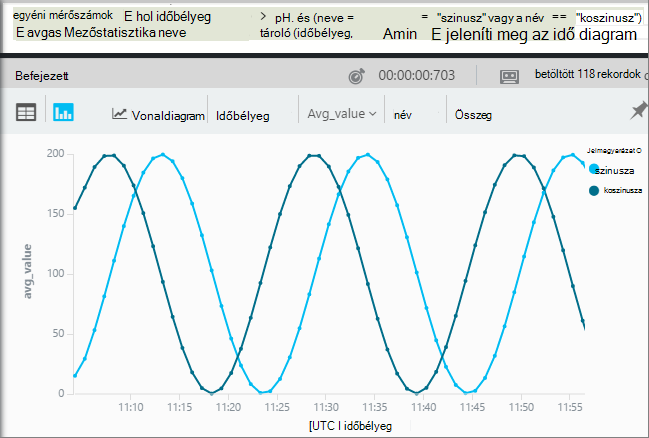 egyéni mérőszámok E hol időbélyeg > pH. és (neve = = "szinusz" vagy a név == "koszinusz")
E avgas Mezőstatisztika neve tároló (időbélyeg, Amin E jeleníti meg az idő diagram
Befejezett 00:00:00:703 betöltött 118 rekordok
Vonaldiagram Időbélyeg Avg_value név Összeg
Jelmagyarázat
szinusza
koszinusza
avg_value
200
150
100
50
0
11:10 11:15 11:20 11:25 11:30 11:35 11:40 11:45 11:50 11:55
[UTC I időbélyeg